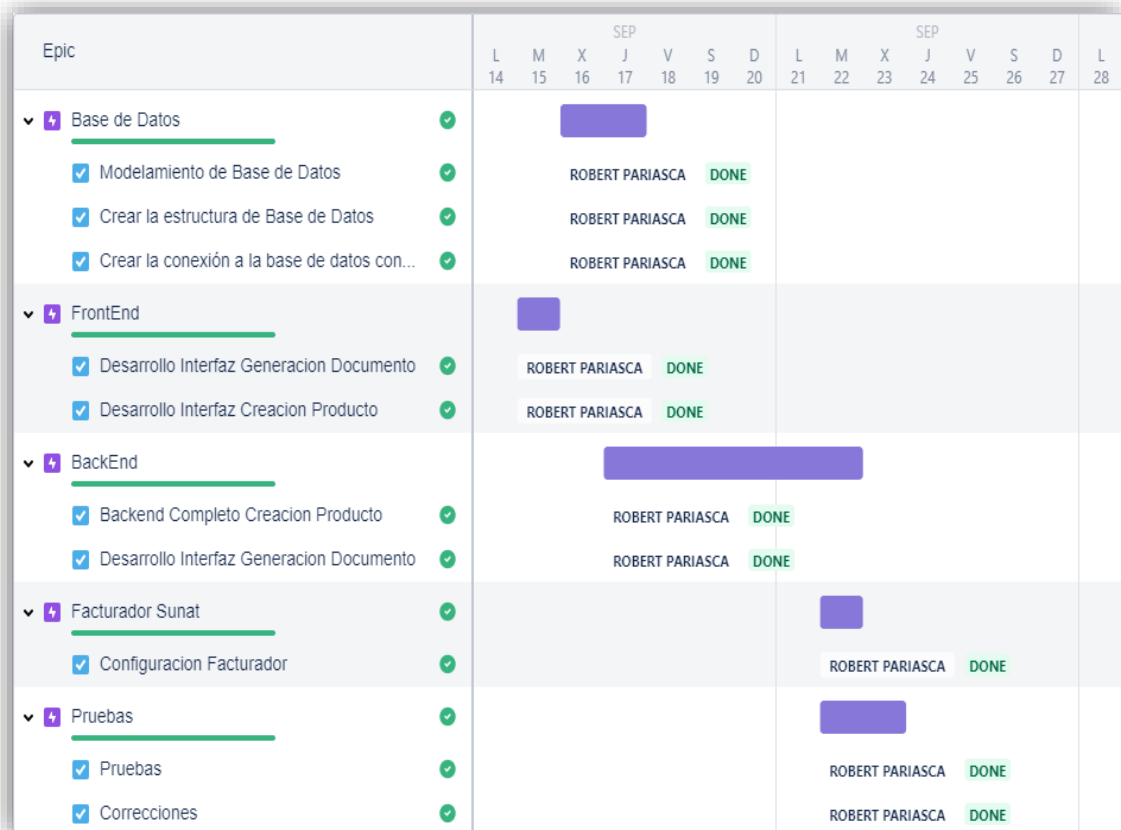 Epic
SEP SEP
L M X J V S D L M X J V S D L
14 15 16 17 18 19 20 21 22 23 24 25 26 27 28
Base de Datos
Modelamiento de Base de Datos ROBERT PARIASCA DONE
Crear la estructura de Base de Datos ROBERT PARIASCA DONE
Crear la conexión a la base de datos con... ROBERT PARIASCA DONE
FrontEnd
Desarrollo Interfaz Generacion Documento ROBERT PARIASCA DONE
Desarrollo Interfaz Creacion Producto ROBERT PARIASCA DONE
BackEnd
Backend Completo Creacion Producto ROBERT PARIASCA DONE
Desarrollo Interfaz Generacion Documento ROBERT PARIASCA DONE
Facturador Sunat
Configuracion Facturador ROBERT PARIASCA DONE
Pruebas
Pruebas ROBERT PARIASCA DONE
Correcciones ROBERT PARIASCA DONE